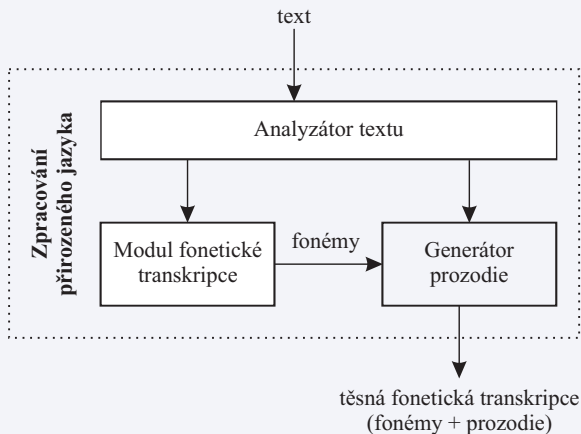 text
Zpracování
přirozeného jazyka
Analyzátor textu
Modul fonetické
transkripce
fonémy
Generátor
prozodie
těsná fonetická transkripce
(fonémy + prozodie)